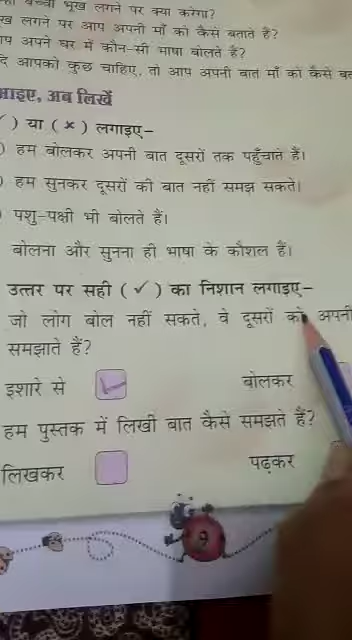 बच्चा भूख लगने पर क्या करेगा?
लगने पर आप अपनी माँ को कैसे बताते हैं?
अपने घर में कौन-सी भाषा बोलते हैं?
आपको कुछ चाहिए, तो आप अपनी बात माँ को कैसे
अब लिखें
) या (×) लगाइए–
) हम बोलकर अपनी बात दूसरों तक पहुँचाते हैं।
) हम सुनकर दूसरों की बात नहीं समझ सकते।
) पशु-पक्षी भी बोलते हैं।
बोलना और सुनना ही भाषा के कौशल हैं।
उत्तर पर सही (✓) का निशान लगाइए–
जो लोग बोल नहीं सकते, वे दूसरों को अपनी
समझाते हैं?
इशारे से ✓ बोलकर
हम पुस्तक में लिखी बात कैसे समझते हैं?
लिखकर पढ़कर